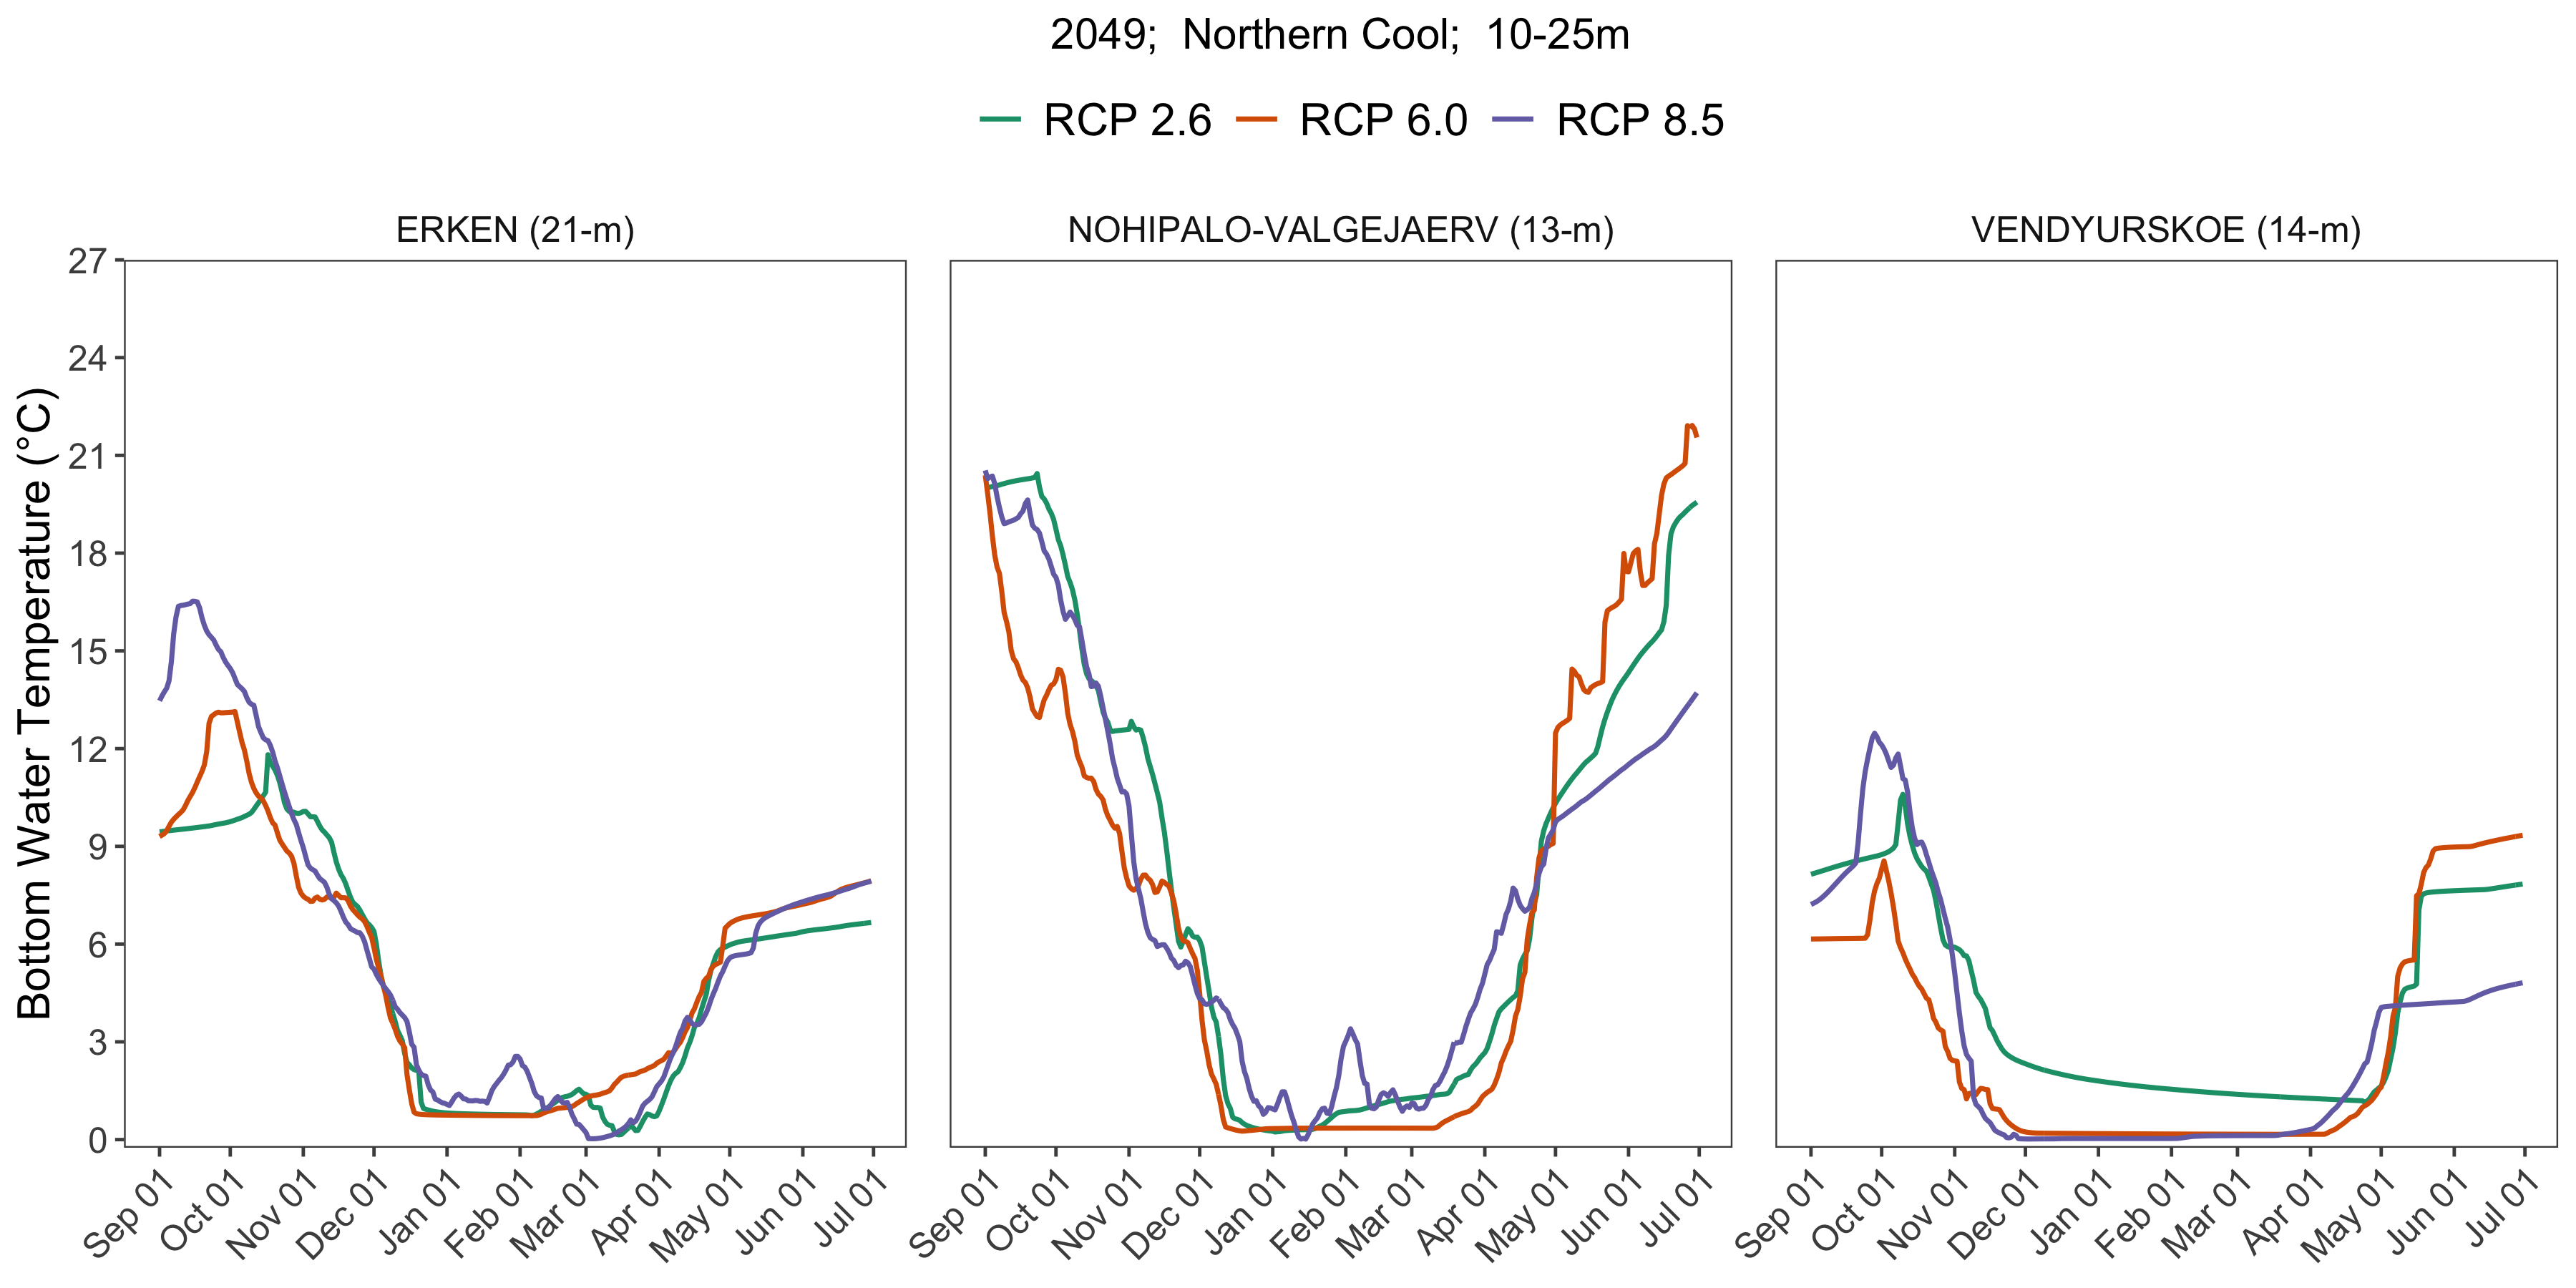 2049;  Northern Cool;  10-25m
RCP 2.6 RCP 6.0 RCP 8.5
ERKEN (21-m) NOHIPALO-VALGEJAERV (13-m) VENDYURSKOE (14-m)
Bottom Water Temperature (°C)
27
24
21
18
15
12
9
6
3
0
Sep 01 Oct 01 Nov 01 Dec 01 Jan 01 Feb 01 Mar 01 Apr 01 May 01 Jun 01 Jul 01 Sep 01 Oct 01 Nov 01 Dec 01 Jan 01 Feb 01 Mar 01 Apr 01 May 01 Jun 01 Jul 01 Sep 01 Oct 01 Nov 01 Dec 01 Jan 01 Feb 01 Mar 01 Apr 01 May 01 Jun 01 Jul 01